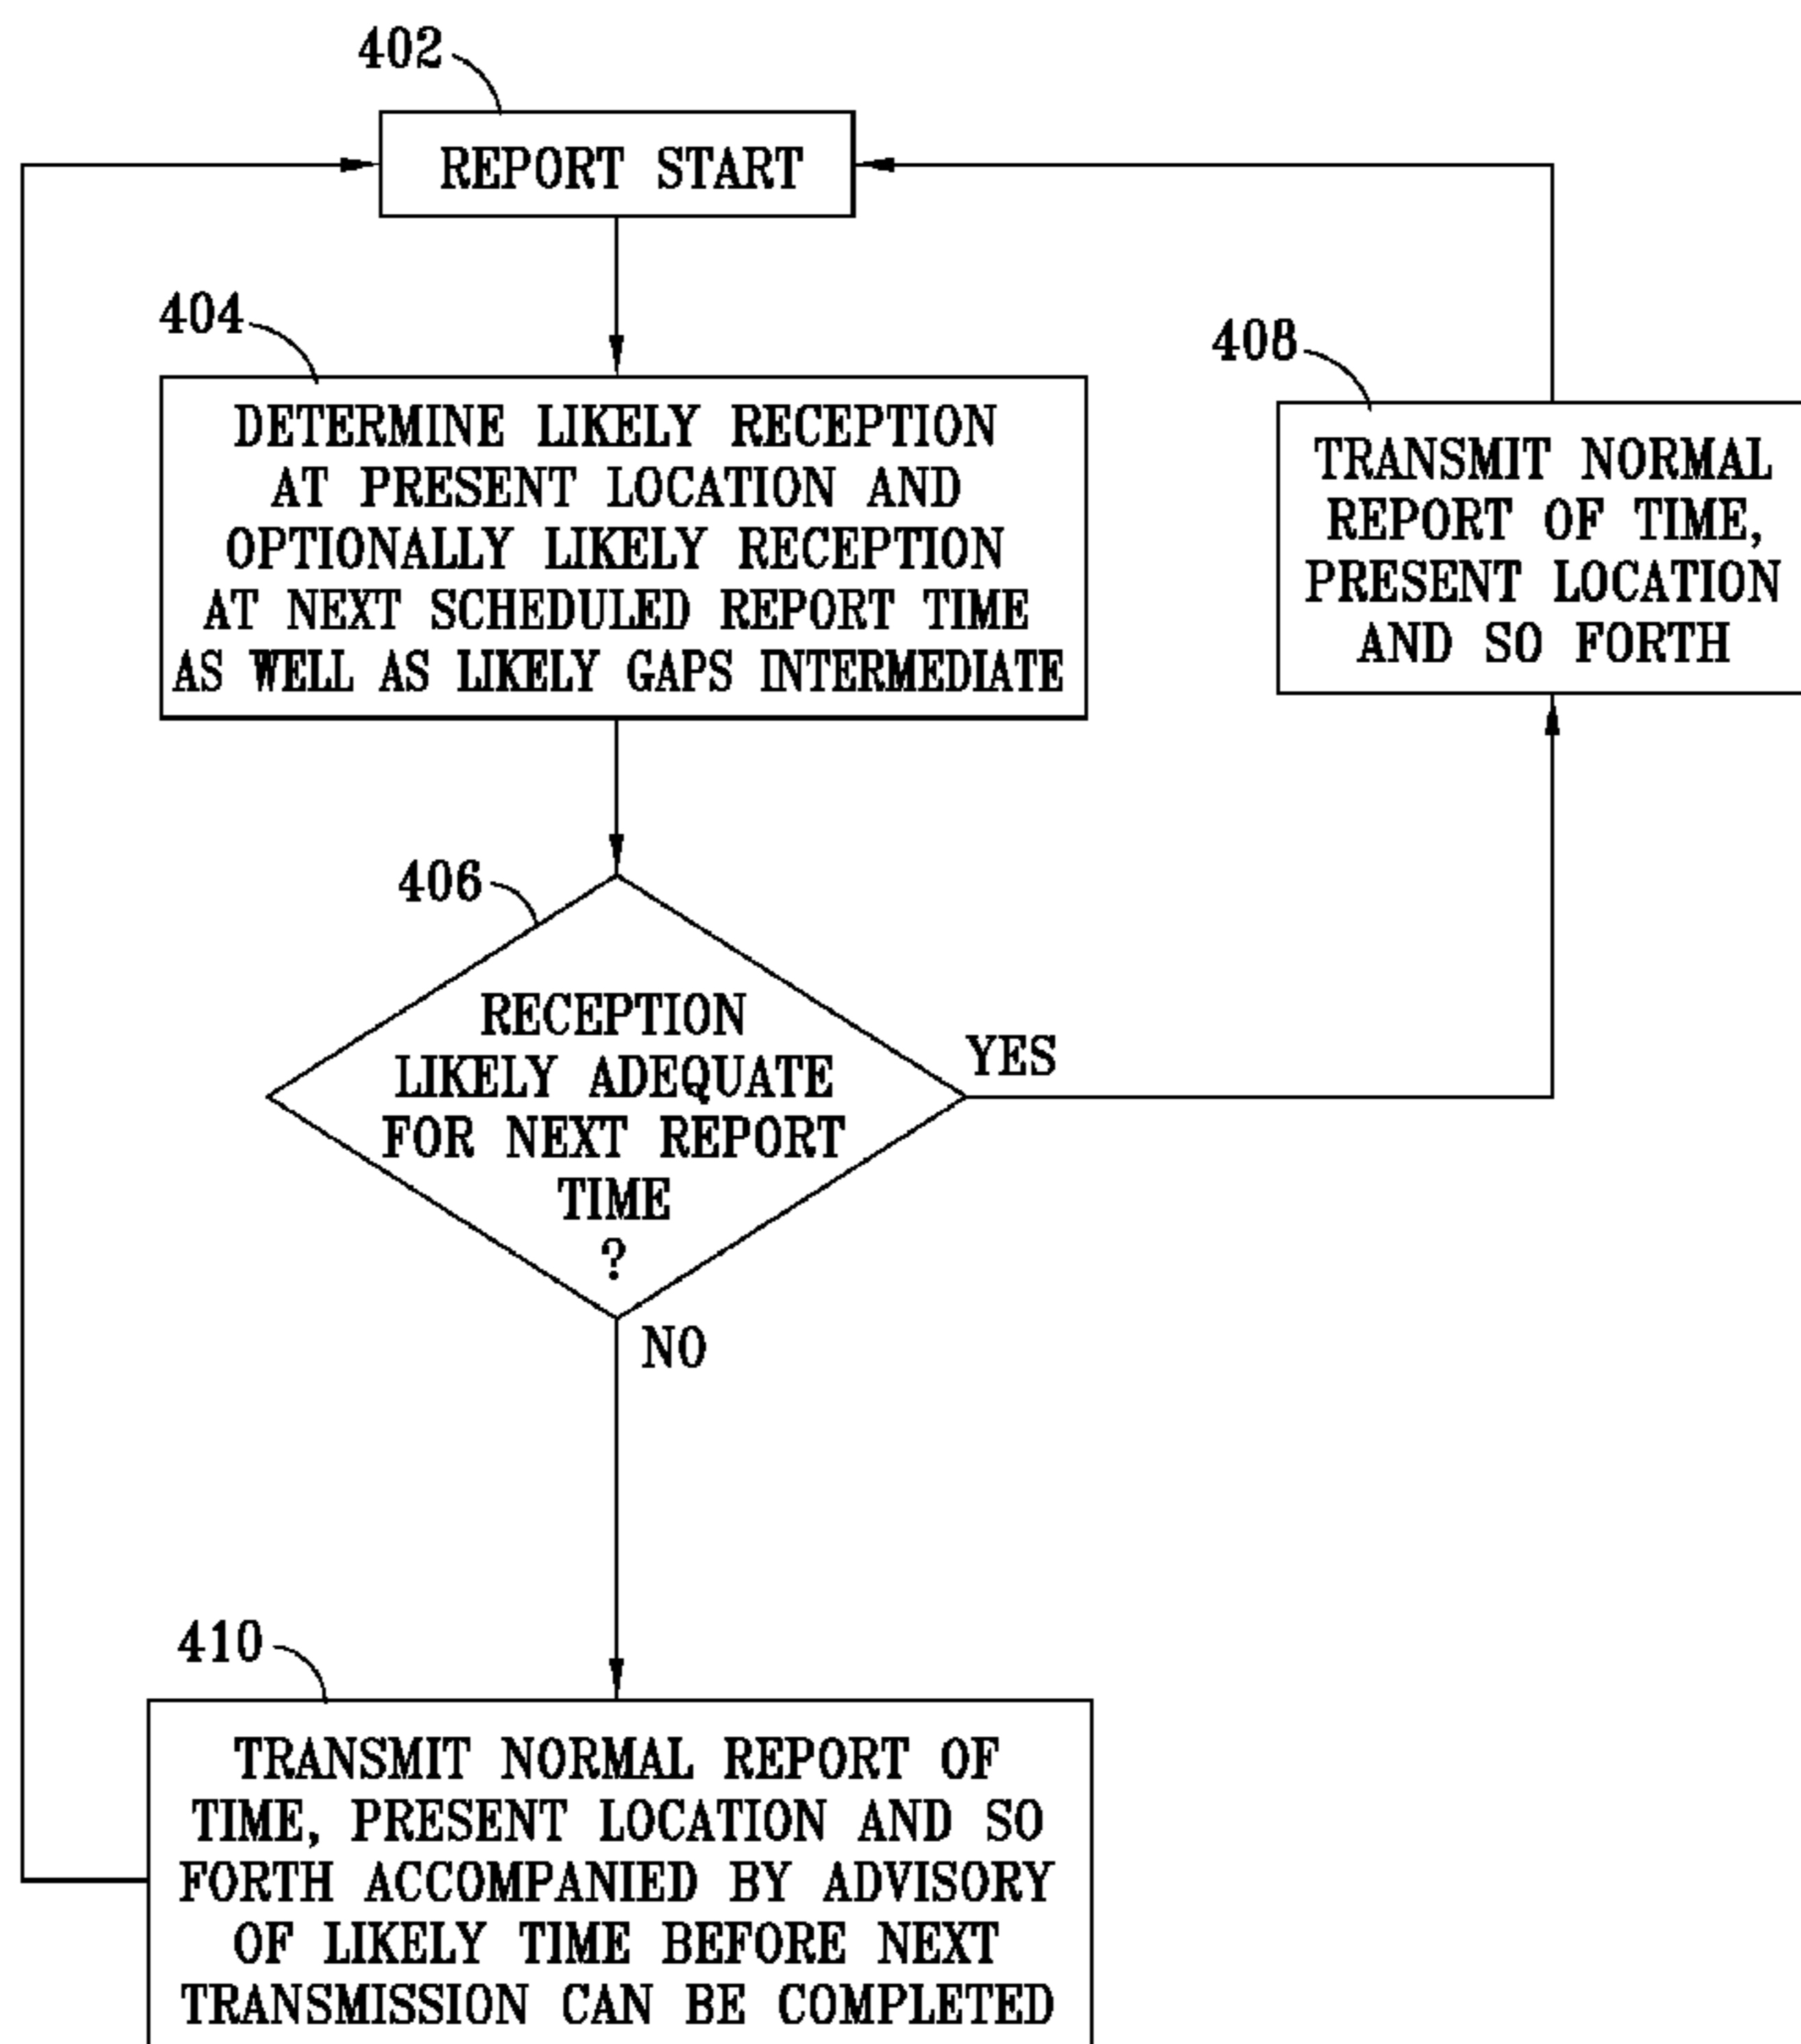 402
REPORT START
404
DETERMINE LIKELY RECEPTION
AT PRESENT LOCATION AND
OPTIONALLY LIKELY RECEPTION
AT NEXT SCHEDULED REPORT TIME
AS WELL AS LIKELY GAPS INTERMEDIATE
408
TRANSMIT NORMAL
REPORT OF TIME,
PRESENT LOCATION
AND SO FORTH
406
RECEPTION
LIKELY ADEQUATE
FOR NEXT REPORT
TIME
?
YES
NO
410
TRANSMIT NORMAL REPORT OF
TIME, PRESENT LOCATION AND SO
FORTH ACCOMPANIED BY ADVISORY
OF LIKELY TIME BEFORE NEXT
TRANSMISSION CAN BE COMPLETED